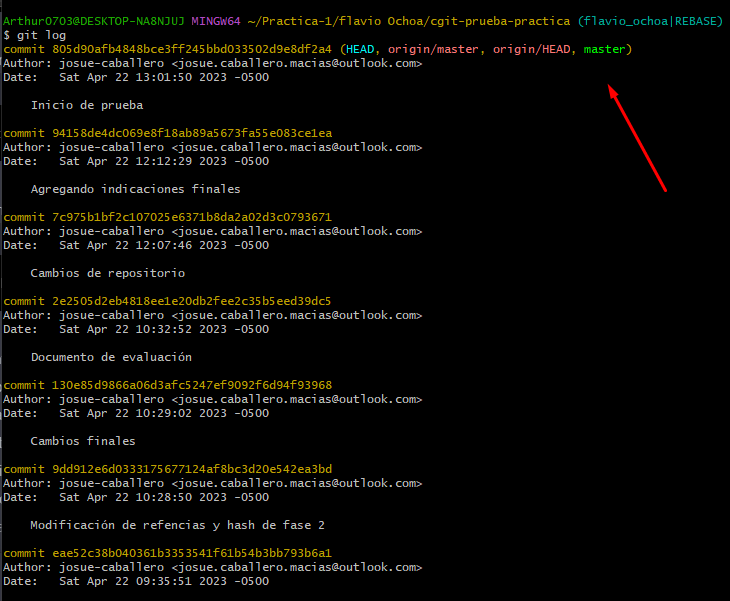 Arthur0703@DESKTOP-NA8NJUJ MINGW64 ~/Practica-1/flavio Ochoa/cgit-prueba-practica (flavio_ochoa|REBASE)
$ git log
commit 805d90afb4848bce3ff245bbd033502d9e8df2a4 (HEAD, origin/master, origin/HEAD, master)
Author: josue-caballero <josue.caballero.macias@outlook.com>
Date:   Sat Apr 22 13:01:50 2023 -0500
Inicio de prueba
commit 94158de4dc069e8f18ab89a5673fa55e083ce1ea
Author: josue-caballero <josue.caballero.macias@outlook.com>
Date:   Sat Apr 22 12:12:29 2023 -0500
Agregando indicaciones finales
commit 7c975b1bf2c107025e6371b8da2a02d3c0793671
Author: josue-caballero <josue.caballero.macias@outlook.com>
Date:   Sat Apr 22 12:07:46 2023 -0500
Cambios de repositorio
commit 2e2505d2eb4818ee1e20db2fee2c35b5eed39dc5
Author: josue-caballero <josue.caballero.macias@outlook.com>
Date:   Sat Apr 22 10:32:52 2023 -0500
Documento de evaluación
commit 130e85d9866a06d3afc5247ef9092f6d94f93968
Author: josue-caballero <josue.caballero.macias@outlook.com>
Date:   Sat Apr 22 10:29:02 2023 -0500
Cambios finales
commit 9dd912e6d0333175677124af8bc3d20e542ea3bd
Author: josue-caballero <josue.caballero.macias@outlook.com>
Date:   Sat Apr 22 10:28:50 2023 -0500
Modificación de refencias y hash de fase 2
commit eae52c38b040361b3353541f61b54b3bb793b6a1
Author: josue-caballero <josue.caballero.macias@outlook.com>
Date:   Sat Apr 22 09:35:51 2023 -0500